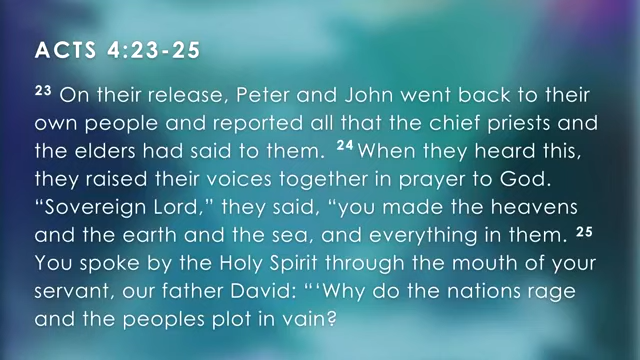 ACTS 4:23-25
23 On their release, Peter and John went back to their
own people and reported all that the chief priests and
the elders had said to them. 24 When they heard this,
they raised their voices together in prayer to God.
“Sovereign Lord,” they said, “you made the heavens
and the earth and the sea, and everything in them. 25
You spoke by the Holy Spirit through the mouth of your
servant, our father David: “‘Why do the nations rage
and the peoples plot in vain?